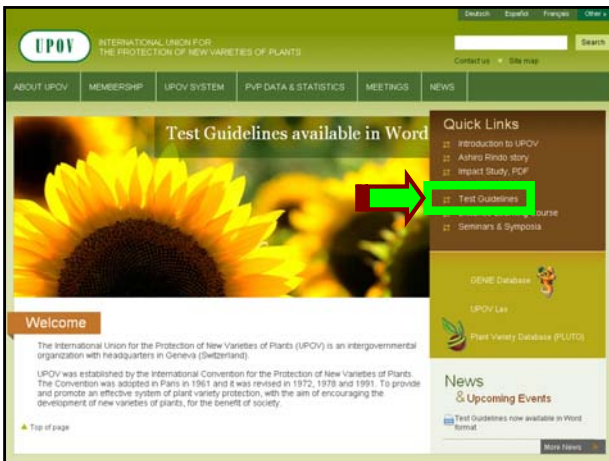 Deutsch Español Français Other
UPOV
INTERNATIONAL UNION FOR
THE PROTECTION OF NEW VARIETIES OF PLANTS
Search
Contact us Site map
ABOUT UPOV MEMBERSHIP UPOV SYSTEM PVP DATA & STATISTICS MEETINGS NEWS
Test Guidelines available in Word
Quick Links
Introduction to UPOV
Ashiro Rindo story
Impact Study, PDF
Test Guidelines
Course
Seminars & Symposia
GENIE Database
UPOV Lex
Plant Variety Database (PLUTO)
Welcome
The International Union for the Protection of New Varieties of Plants (UPOV) is an intergovernmental
organization with headquarters in Geneva (Switzerland).
UPOV was established by the International Convention for the Protection of New Varieties of Plants.
The Convention was adopted in Paris in 1961 and it was revised in 1972, 1978 and 1991. To provide
and promote an effective system of plant variety protection, with the aim of encouraging the
development of new varieties of plants, for the benefit of society.
Top of page
News
& Upcoming Events
Test Guidelines now available in Word
format
More News